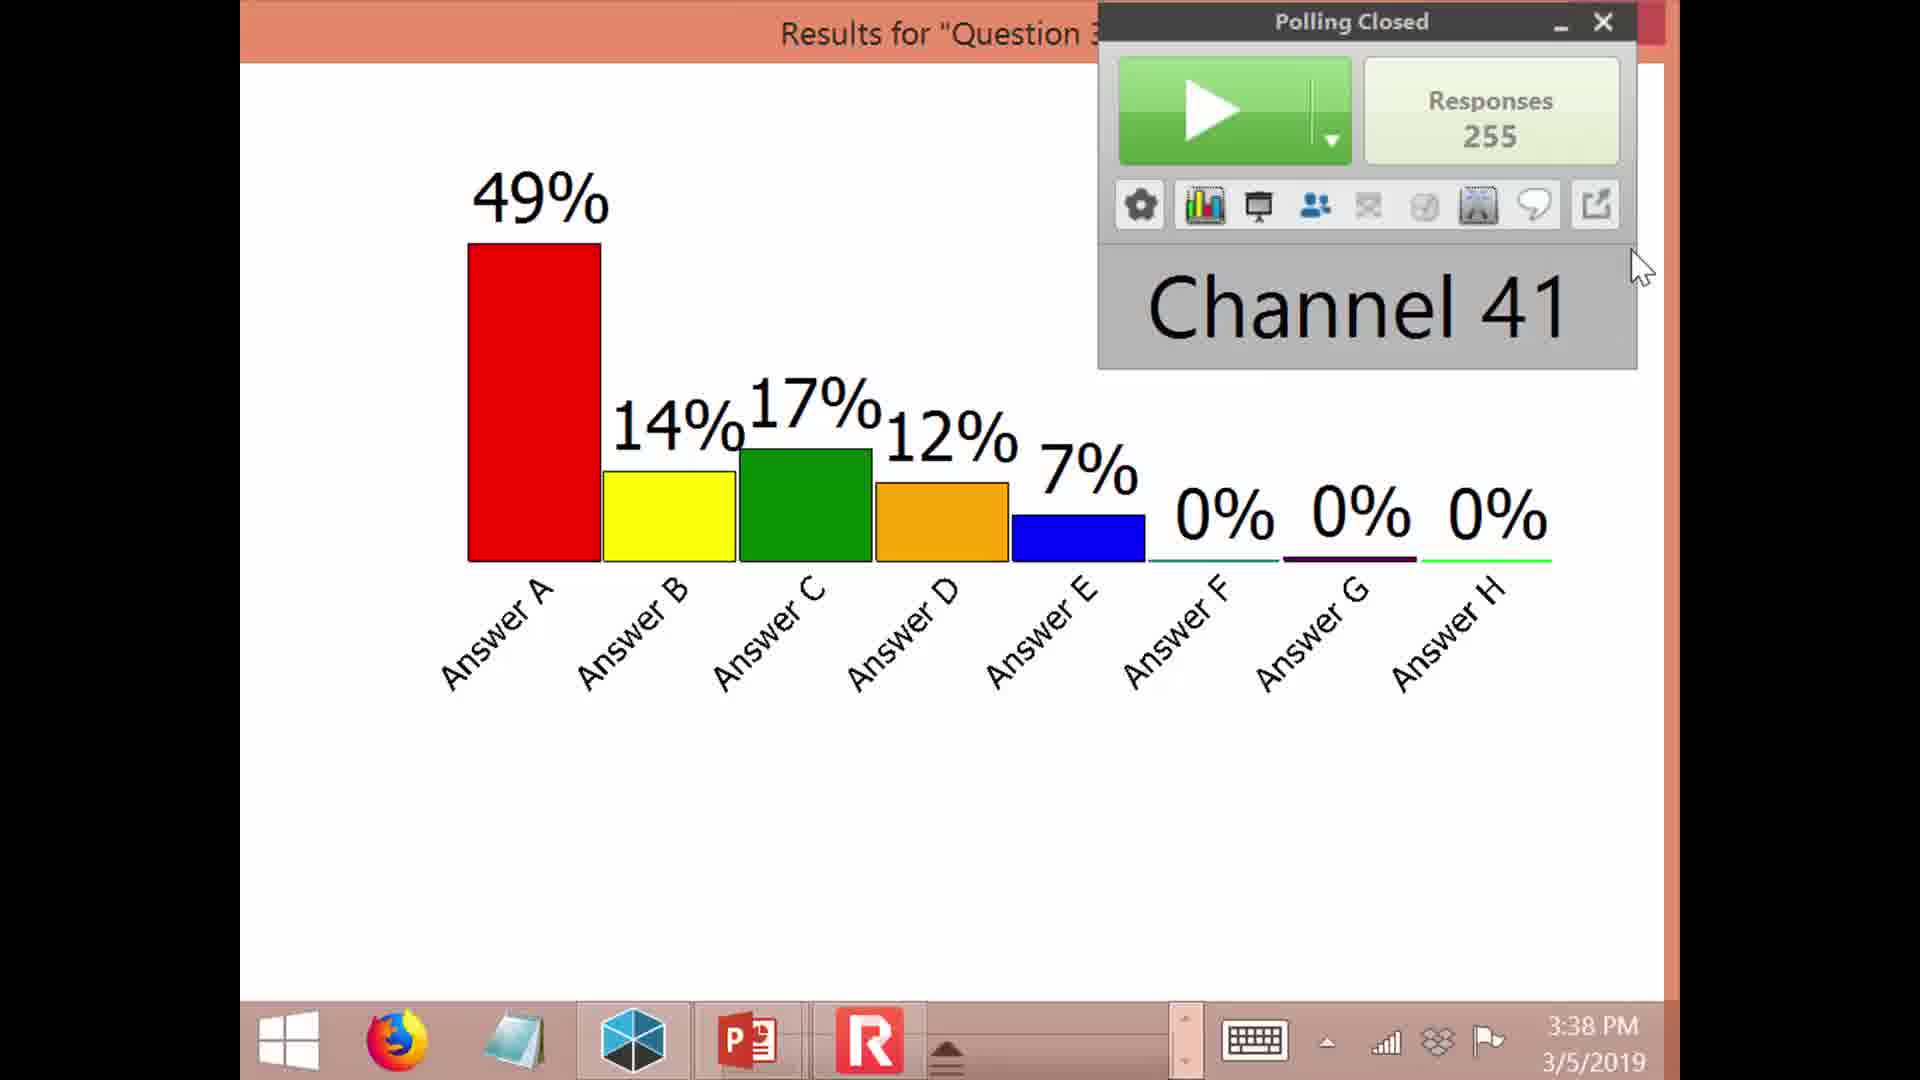 Results for "Question 3
Polling Closed
Responses
255
Channel 41
49%
14%
17%
12%
7%
0%
0%
0%
Answer A
Answer B
Answer C
Answer D
Answer E
Answer F
Answer G
Answer H
P
R
3:38 PM
3/5/2019